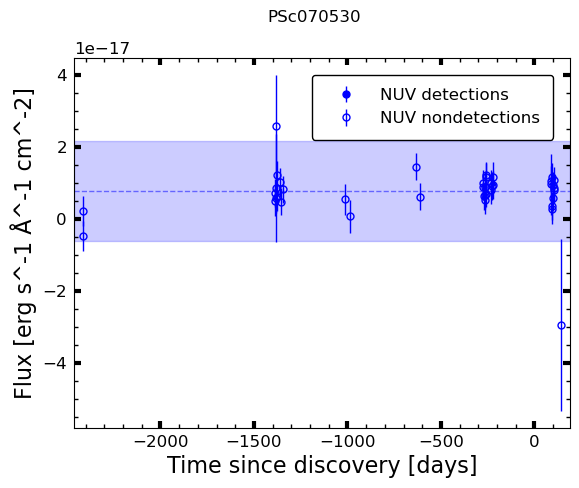 PSc070530
1e−17
NUV detections
NUV nondetections
4
2
0
−2
−4
Flux [erg s^-1 Å^-1 cm^-2]
−2000 −1500 −1000 −500 0
Time since discovery [days]